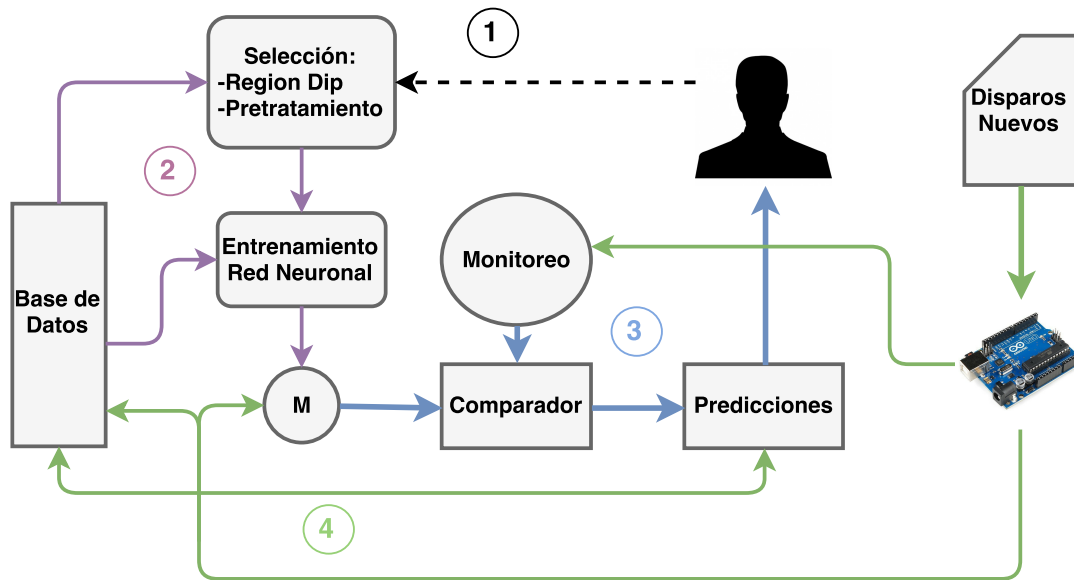 1
Selección:
-Region Dip
-Pretratamiento
Disparos
Nuevos
2
Entrenamiento
Red Neuronal
Monitoreo
Base de
Datos
3
M
Comparador
Predicciones
4